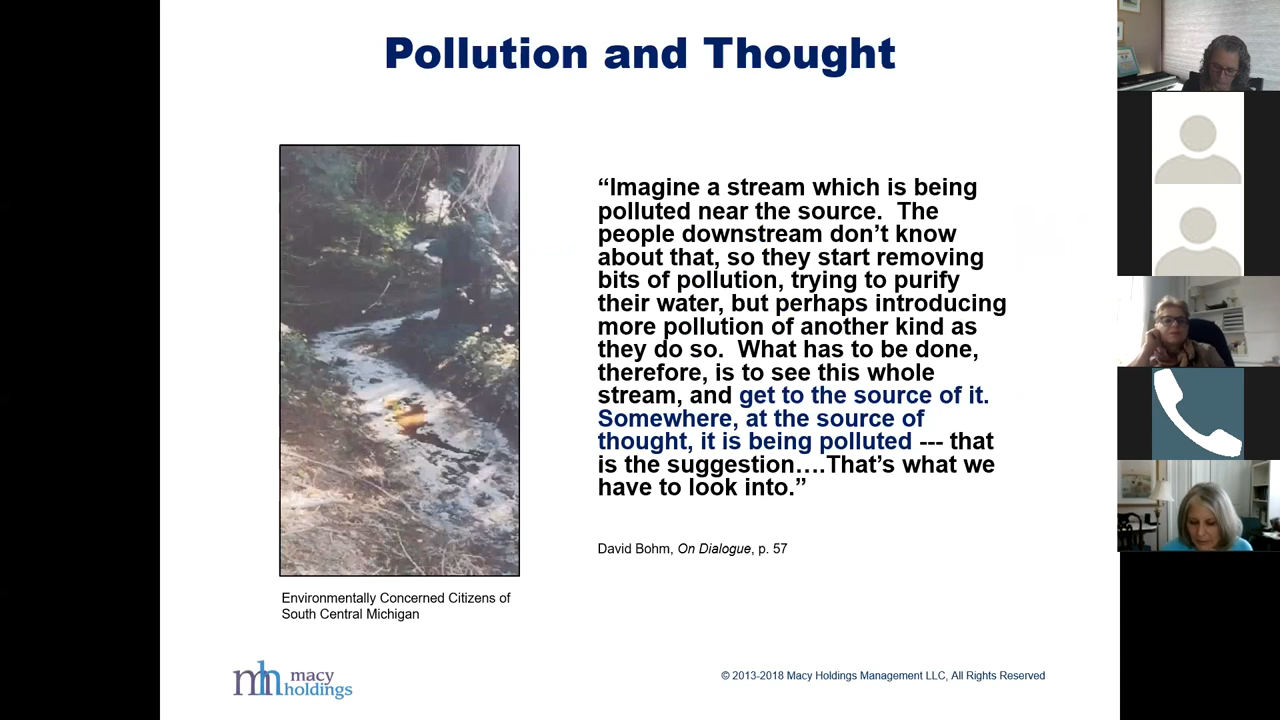 Pollution and Thought
“Imagine a stream which is being
polluted near the source.  The
people downstream don’t know
about that, so they start removing
bits of pollution, trying to purify
their water, but perhaps introducing
more pollution of another kind as
they do so.  What has to be done,
therefore, is to see this whole
stream, and get to the source of it.
Somewhere, at the source of
thought, it is being polluted --- that
is the suggestion….That’s what we
have to look into.”
David Bohm, On Dialogue, p. 57
Environmentally Concerned Citizens of
South Central Michigan
mh macy
holdings
© 2013-2018 Macy Holdings Management LLC, All Rights Reserved